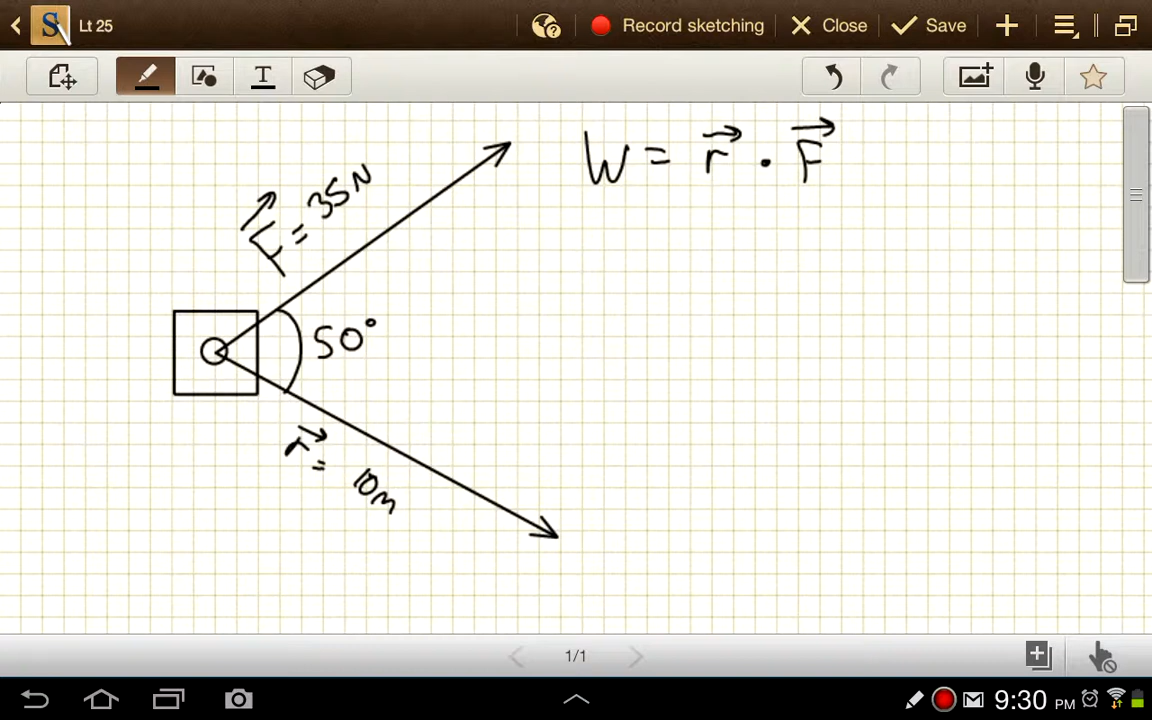 Lt 25
Record sketching
Close
Save
T
W = r⃗ · F⃗
F⃗ = 35N
50°
r⃗ = 10m
1/1
9:30 PM